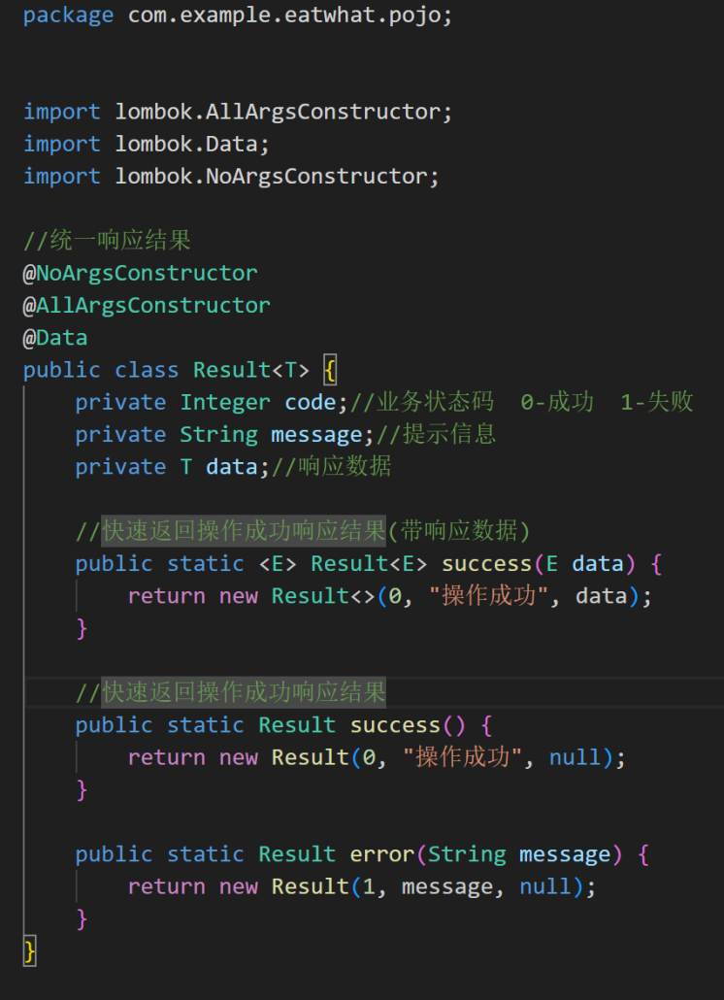 package com.example.eatwhat.pojo;
import lombok.AllArgsConstructor;
import lombok.Data;
import lombok.NoArgsConstructor;
//统一响应结果
@NoArgsConstructor
@AllArgsConstructor
@Data
public class Result<T> {
    private Integer code;//业务状态码  0-成功  1-失败
    private String message;//提示信息
    private T data;//响应数据
    //快速返回操作成功响应结果(带响应数据)
    public static <E> Result<E> success(E data) {
        return new Result<>(0, "操作成功", data);
    }
    //快速返回操作成功响应结果
    public static Result success() {
        return new Result(0, "操作成功", null);
    }
    public static Result error(String message) {
        return new Result(1, message, null);
    }
}